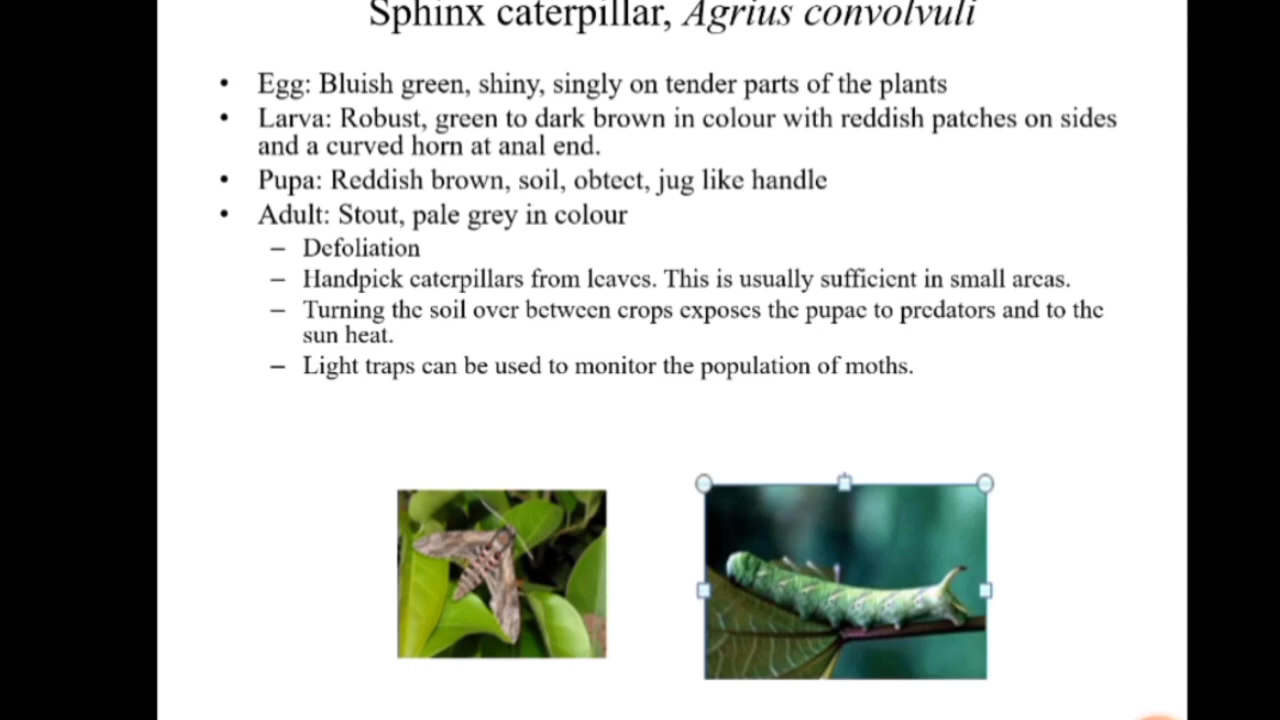 Sphinx caterpillar, Agrius convolvuli
• Egg: Bluish green, shiny, singly on tender parts of the plants
• Larva: Robust, green to dark brown in colour with reddish patches on sides
and a curved horn at anal end.
• Pupa: Reddish brown, soil, obtect, jug like handle
• Adult: Stout, pale grey in colour
– Defoliation
– Handpick caterpillars from leaves. This is usually sufficient in small areas.
– Turning the soil over between crops exposes the pupae to predators and to the
sun heat.
– Light traps can be used to monitor the population of moths.